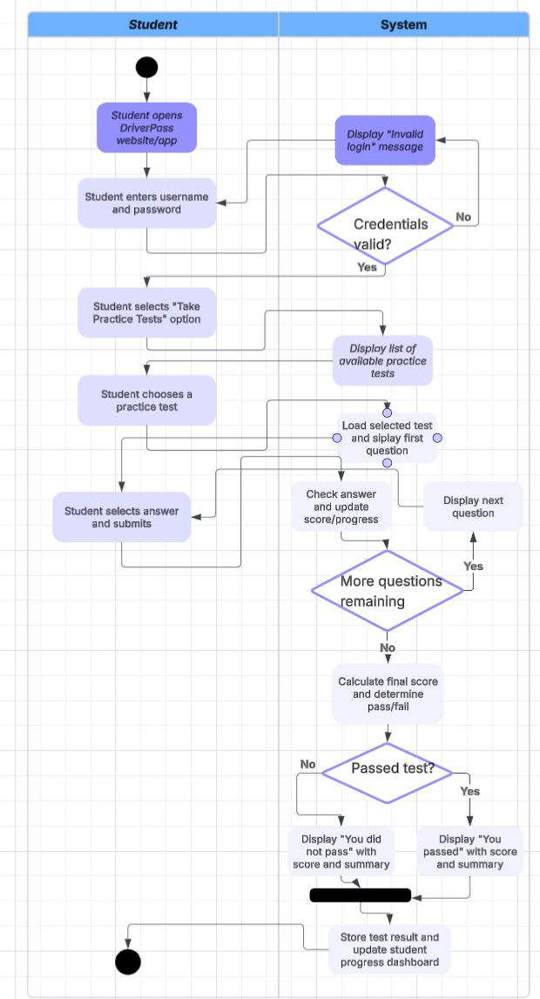 Student
System
Student opens
DriverPass
website/app
Display "Invalid
login" message
Student enters username
and password
No
Credentials
valid?
Yes
Student selects "Take
Practice Tests" option
Display list of
available practice
tests
Student chooses a
practice test
Load selected test
and siplay first
question
Check answer
and update
score/progress
Display next
question
Student selects answer
and submits
Yes
More questions
remaining
No
Calculate final score
and determine
pass/fail
No
Passed test?
Yes
Display "You did
not pass" with
score and summary
Display "You
passed" with score
and summary
Store test result and
update student
progress dashboard